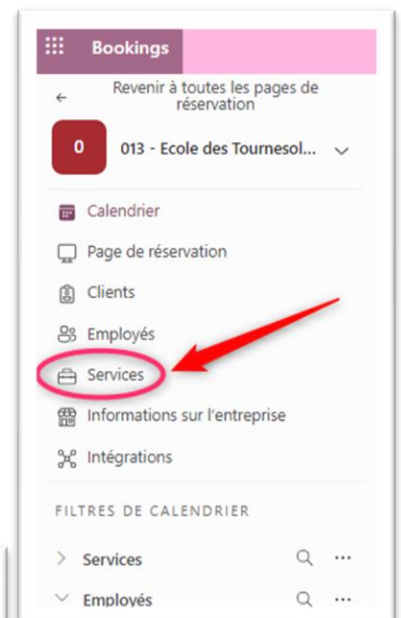 Bookings
Revenir à toutes les pages de
réservation
0
013 - Ecole des Tournesol...
Calendrier
Page de réservation
Clients
Employés
Services
Informations sur l'entreprise
Intégrations
FILTRES DE CALENDRIER
Services
Employés